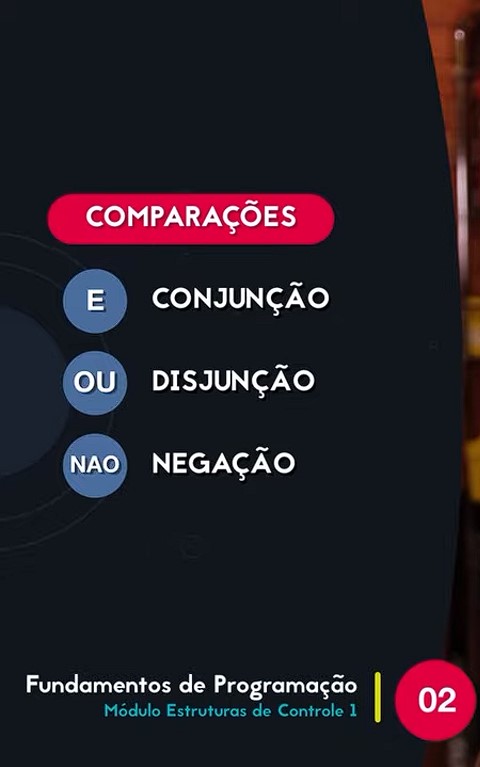 COMPARAÇÕES
E CONJUNÇÃO
OU DISJUNÇÃO
NAO NEGAÇÃO
Fundamentos de Programação
Módulo Estruturas de Controle 1
02